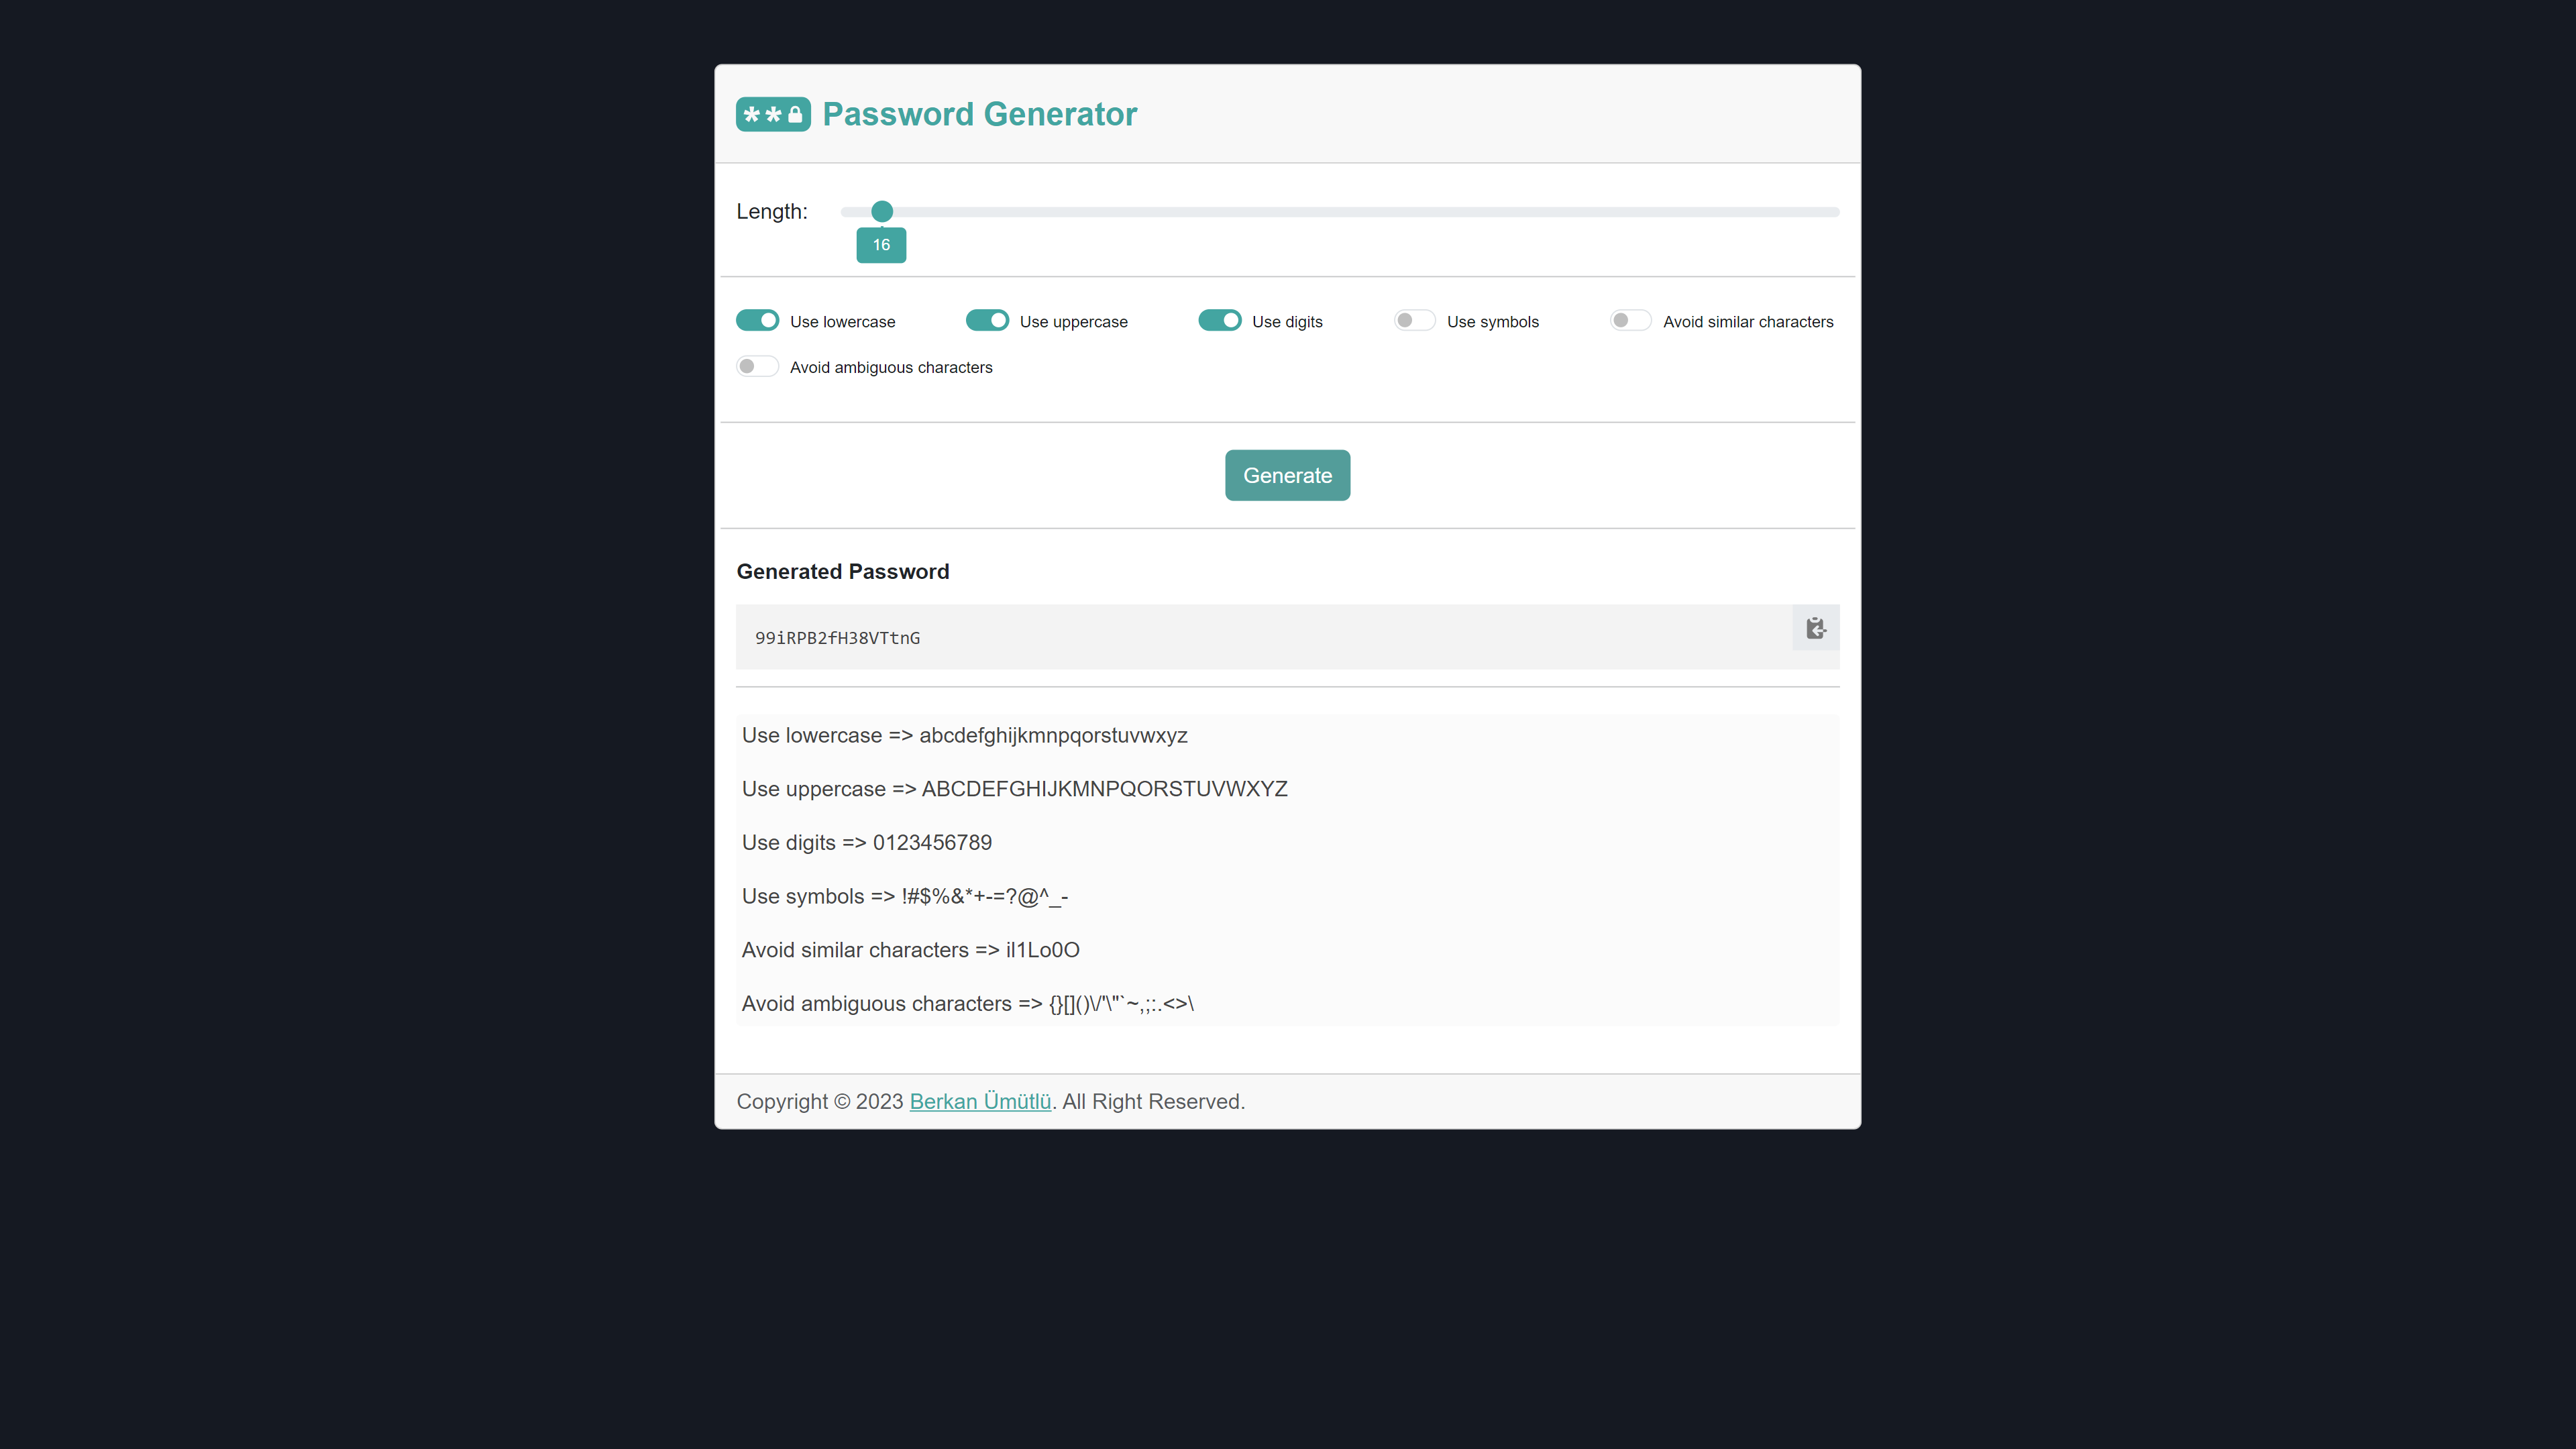 ** Password Generator
Length:
16
Use lowercase
Use uppercase
Use digits
Use symbols
Avoid similar characters
Avoid ambiguous characters
Generate
Generated Password
99iRPB2fH38VTtnG
Use lowercase => abcdefghijkmnpqorstuvwxyz
Use uppercase => ABCDEFGHIJKMNPQORSTUVWXYZ
Use digits => 0123456789
Use symbols => !#$%&*+-=?@^_-
Avoid similar characters => il1Lo0O
Avoid ambiguous characters => {}[]()\/'\"`~,;:.<>\
Copyright © 2023 Berkan Ümütlü. All Right Reserved.